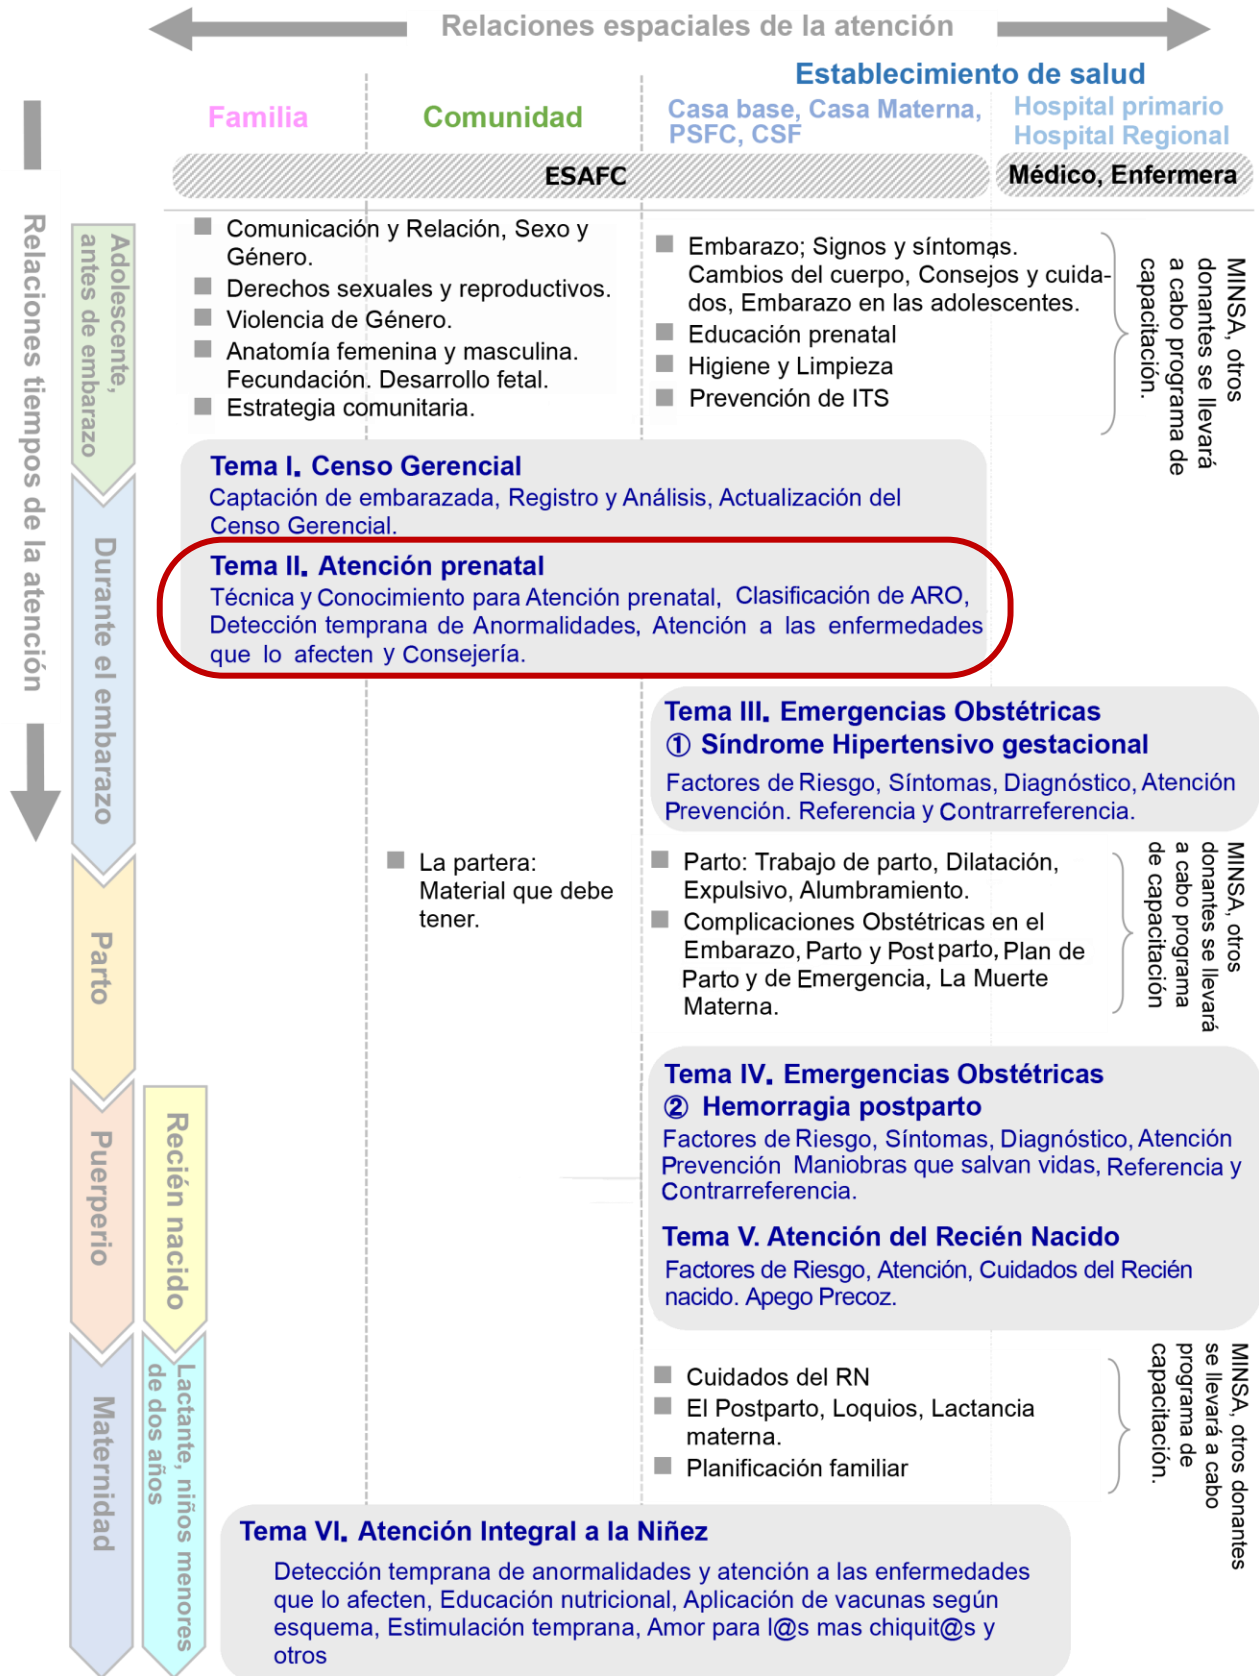 Relaciones espaciales de la atención
Establecimiento de salud
Familia
Comunidad
Casa base, Casa Materna,
PSFC, CSF
Hospital primario
Hospital Regional
ESAFC
Médico, Enfermera
Relaciones tiempos de la atención
Adolescente,
antes de embarazo
■ Comunicación y Relación, Sexo y
Género.
■ Derechos sexuales y reproductivos.
■ Violencia de Género.
■ Anatomía femenina y masculina.
Fecundación. Desarrollo fetal.
■ Estrategia comunitaria.
■ Embarazo; Signos y síntomas.
Cambios del cuerpo, Consejos y cuida-
dos, Embarazo en las adolescentes.
■ Educación prenatal
■ Higiene y Limpieza
■ Prevención de ITS
MINSA, otros
donantes se llevará
a cabo programa de
capacitación.
Durante el embarazo
Tema I. Censo Gerencial
Captación de embarazada, Registro y Análisis, Actualización del
Censo Gerencial.
Tema II. Atención prenatal
Técnica y Conocimiento para Atención prenatal, Clasificación de ARO,
Detección temprana de Anormalidades, Atención a las enfermedades
que lo afecten y Consejería.
Tema III. Emergencias Obstétricas
① Síndrome Hipertensivo gestacional
Factores de Riesgo, Síntomas, Diagnóstico, Atención
Prevención. Referencia y Contrarreferencia.
Parto
■ La partera:
Material que debe
tener.
■ Parto: Trabajo de parto, Dilatación,
Expulsivo, Alumbramiento.
■ Complicaciones Obstétricas en el
Embarazo, Parto y Post parto, Plan de
Parto y de Emergencia, La Muerte
Materna.
MINSA, otros
donantes se llevará
a cabo programa
de capacitación
Puerperio
Recién nacido
Tema IV. Emergencias Obstétricas
② Hemorragia postparto
Factores de Riesgo, Síntomas, Diagnóstico, Atención
Prevención Maniobras que salvan vidas, Referencia y
Contrarreferencia.
Tema V. Atención del Recién Nacido
Factores de Riesgo, Atención, Cuidados del Recién
nacido. Apego Precoz.
Maternidad
Lactante, niños menores
de dos años
■ Cuidados del RN
■ El Postparto, Loquios, Lactancia
materna.
■ Planificación familiar
MINSA, otros donantes
se llevará a cabo
programa de
capacitación.
Tema VI. Atención Integral a la Niñez
Detección temprana de anormalidades y atención a las enfermedades
que lo afecten, Educación nutricional, Aplicación de vacunas según
esquema, Estimulación temprana, Amor para l@s mas chiquit@s y
otros